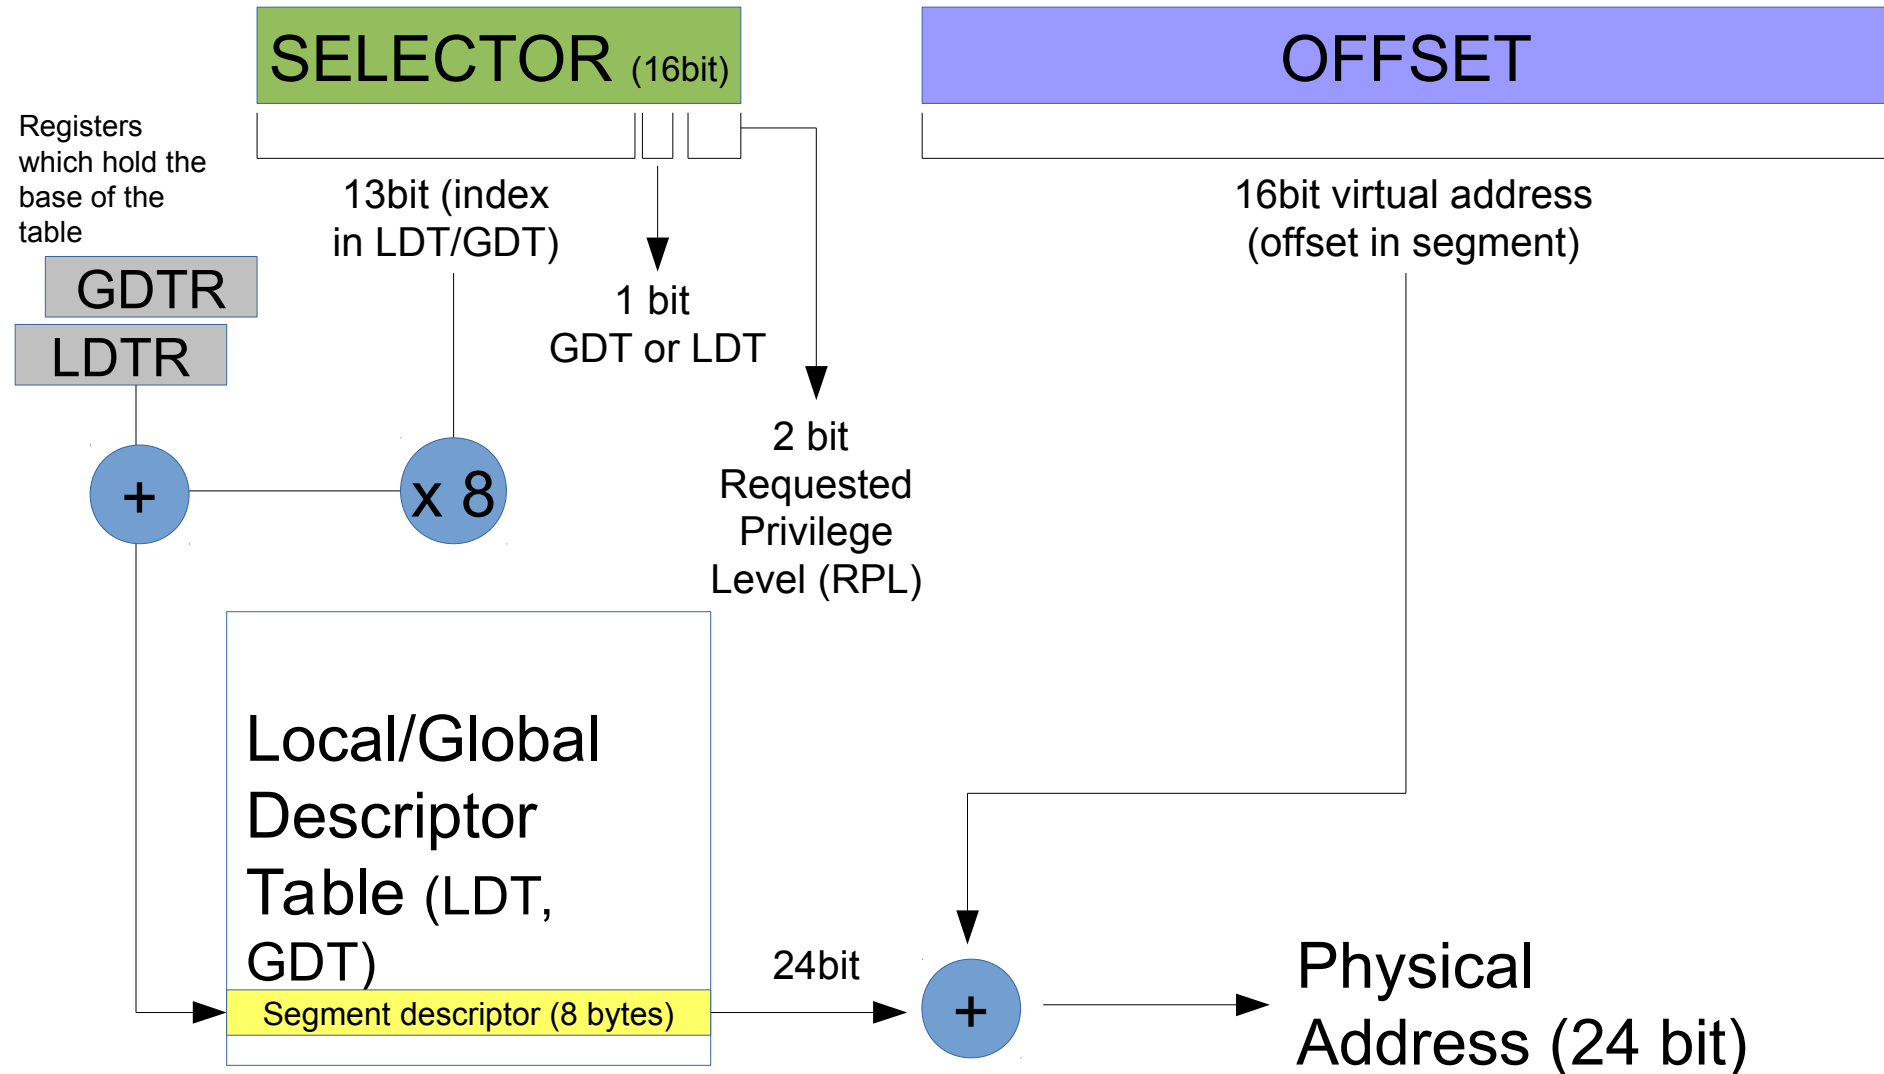 SELECTOR (16bit)
OFFSET
Registers
which hold the
base of the
table
GDTR
LDTR
13bit (index
in LDT/GDT)
1 bit
GDT or LDT
2 bit
Requested
Privilege
Level (RPL)
16bit virtual address
(offset in segment)
+
x 8
Local/Global
Descriptor
Table (LDT,
GDT)
Segment descriptor (8 bytes)
24bit
+
Physical
Address (24 bit)